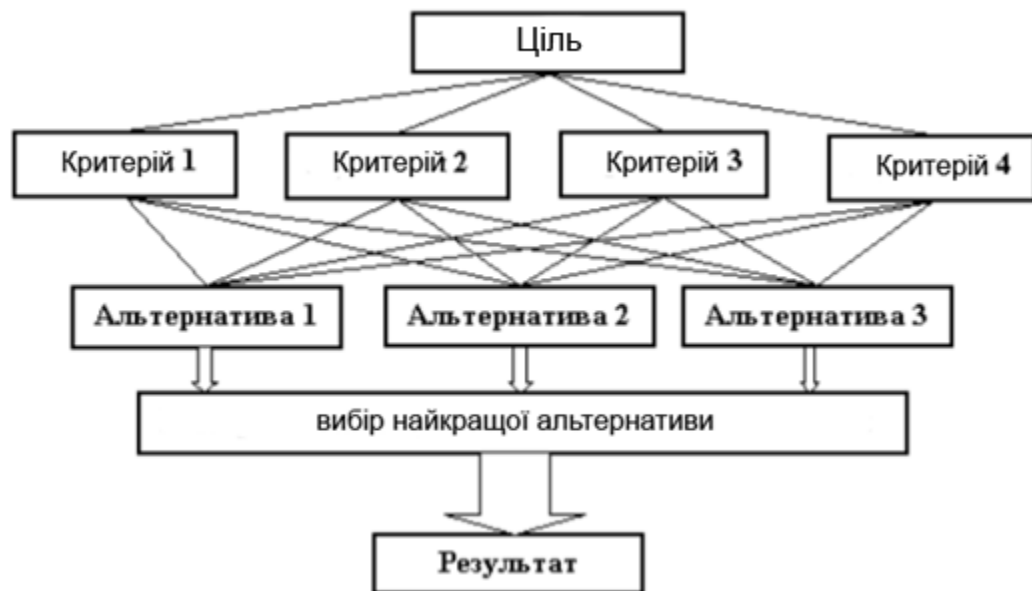 Ціль
Критерій 1
Критерій 2
Критерій 3
Критерій 4
Альтернатива 1
Альтернатива 2
Альтернатива 3
вибір найкращої альтернативи
Результат